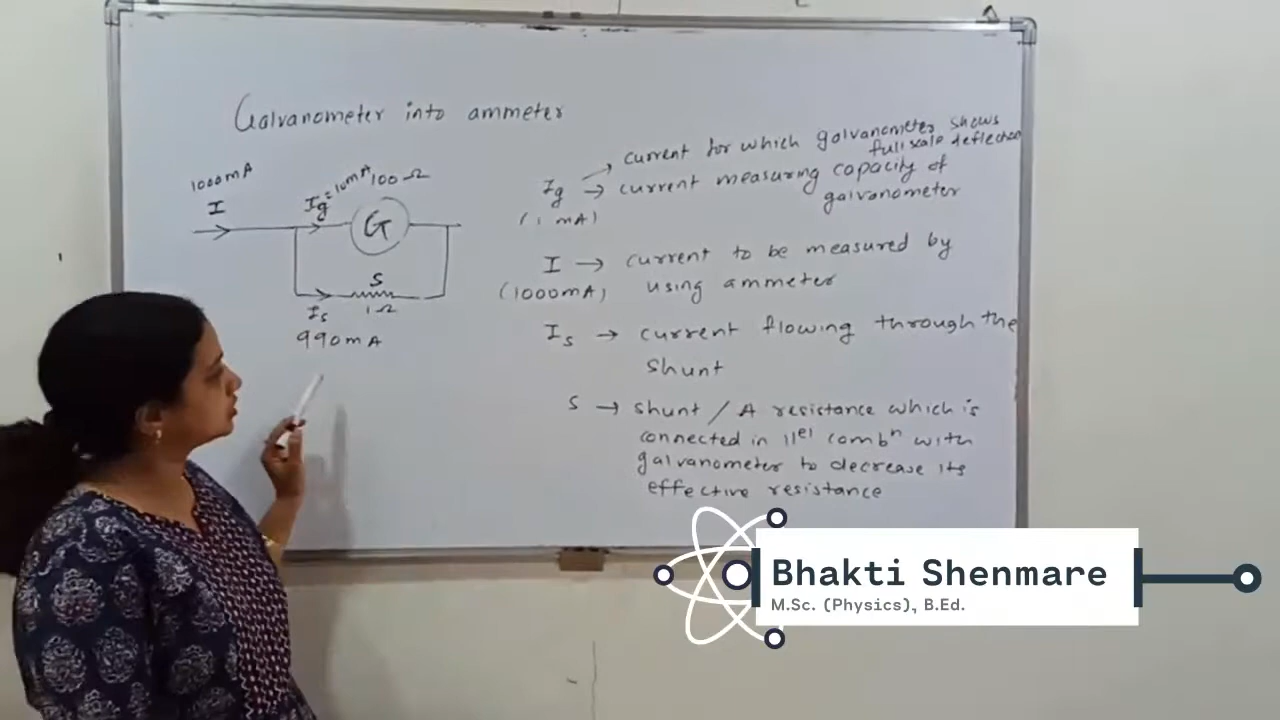 Galvanometer into ammeter
1000mA
I
Ig=10mA
100Ω
G
S
1Ω
Is
990mA
Ig → current for which galvanometer shows
full scale deflection
→ current measuring capacity of
galvanometer
(1 mA)
I → current to be measured by
(1000mA) using ammeter
Is → current flowing through the
shunt
S → shunt / A resistance which is
connected in 11el combn with
galvanometer to decrease its
effective resistance
Bhakti Shenmare
M.Sc. (Physics), B.Ed.